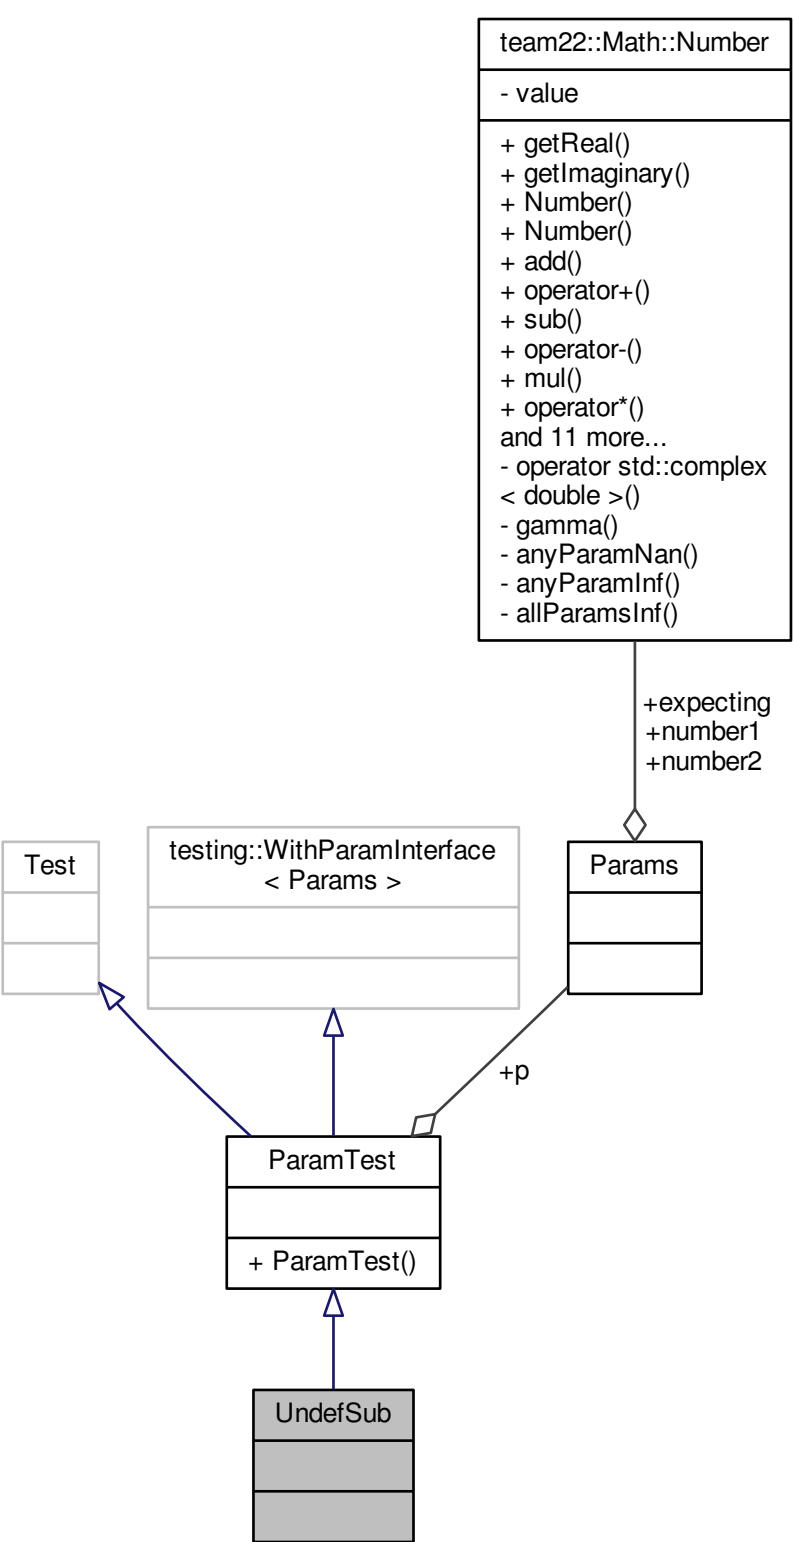 team22::Math::Number
- value
+ getReal()
+ getImaginary()
+ Number()
+ Number()
+ add()
+ operator+()
+ sub()
+ operator-()
+ mul()
+ operator*()
and 11 more...
- operator std::complex
< double >()
- gamma()
- anyParamNan()
- anyParamInf()
- allParamsInf()
+expecting
+number1
+number2
Test
testing::WithParamInterface
< Params >
Params
+p
ParamTest
+ ParamTest()
UndefSub